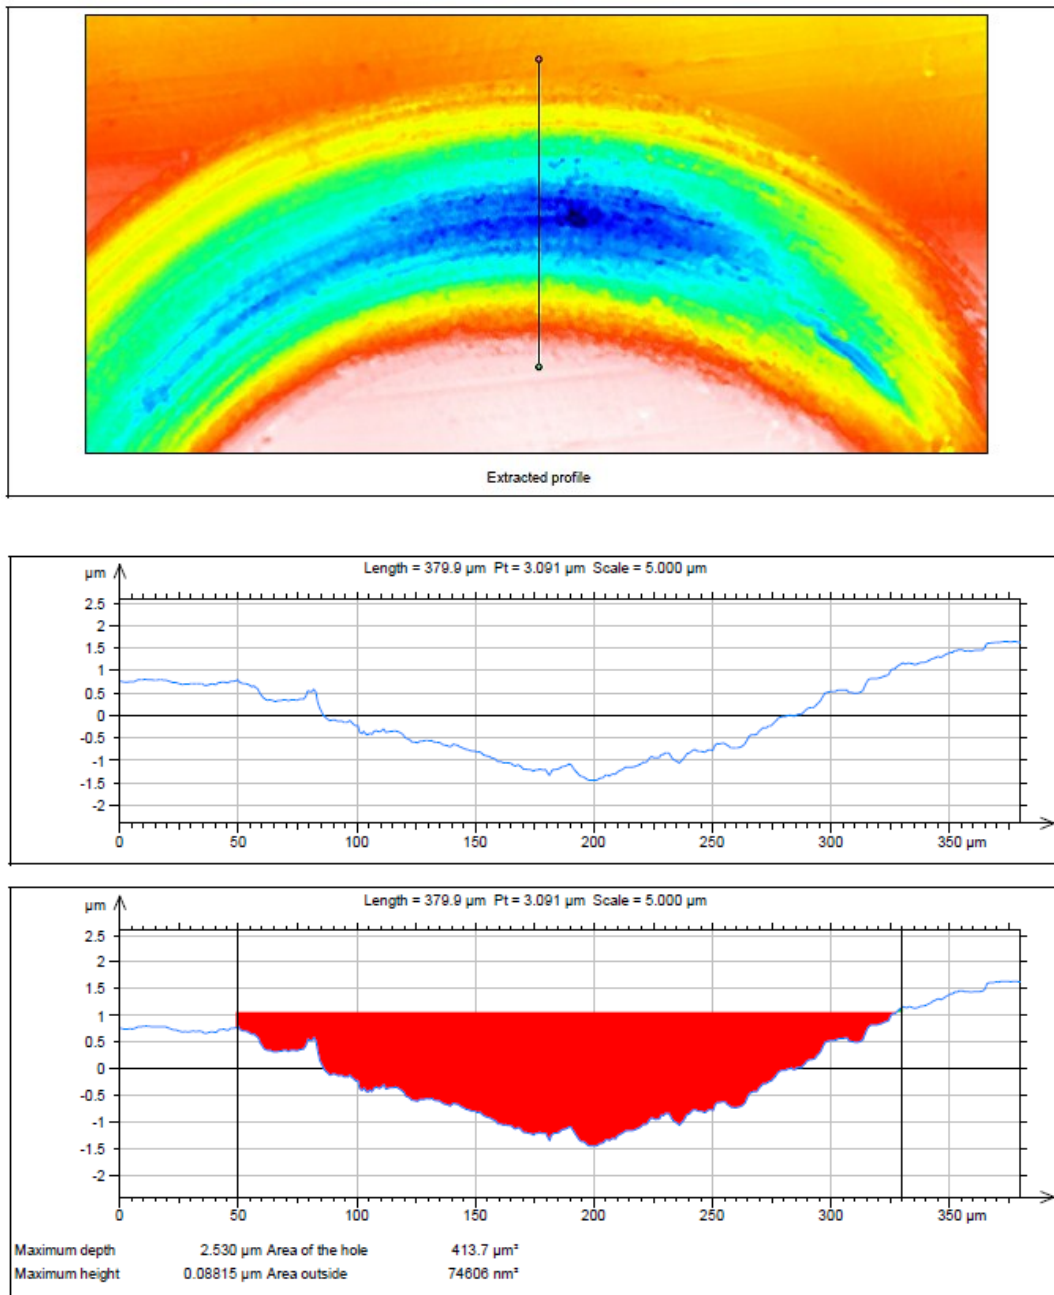 Extracted profile
µm
Length = 379.9 µm Pt = 3.091 µm Scale = 5.000 µm
2.5
2
1.5
1
0.5
0
-0.5
-1
-1.5
-2
0 50 100 150 200 250 300 350 µm
µm
Length = 379.9 µm Pt = 3.091 µm Scale = 5.000 µm
2.5
2
1.5
1
0.5
0
-0.5
-1
-1.5
-2
0 50 100 150 200 250 300 350 µm
Maximum depth 2.530 µm Area of the hole 413.7 µm²
Maximum height 0.08815 µm Area outside 74606 nm²